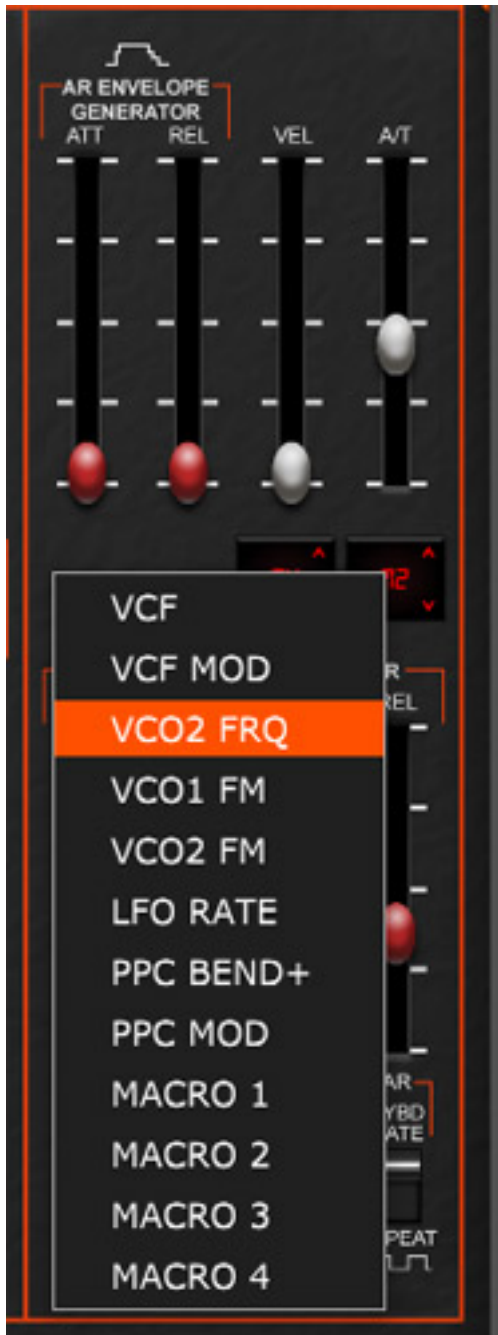 AR ENVELOPE
GENERATOR
ATT REL VEL A/T
VCF
VCF MOD
VCO2 FRQ
VCO1 FM
VCO2 FM
LFO RATE
PPC BEND+
PPC MOD
MACRO 1
MACRO 2
MACRO 3
MACRO 4